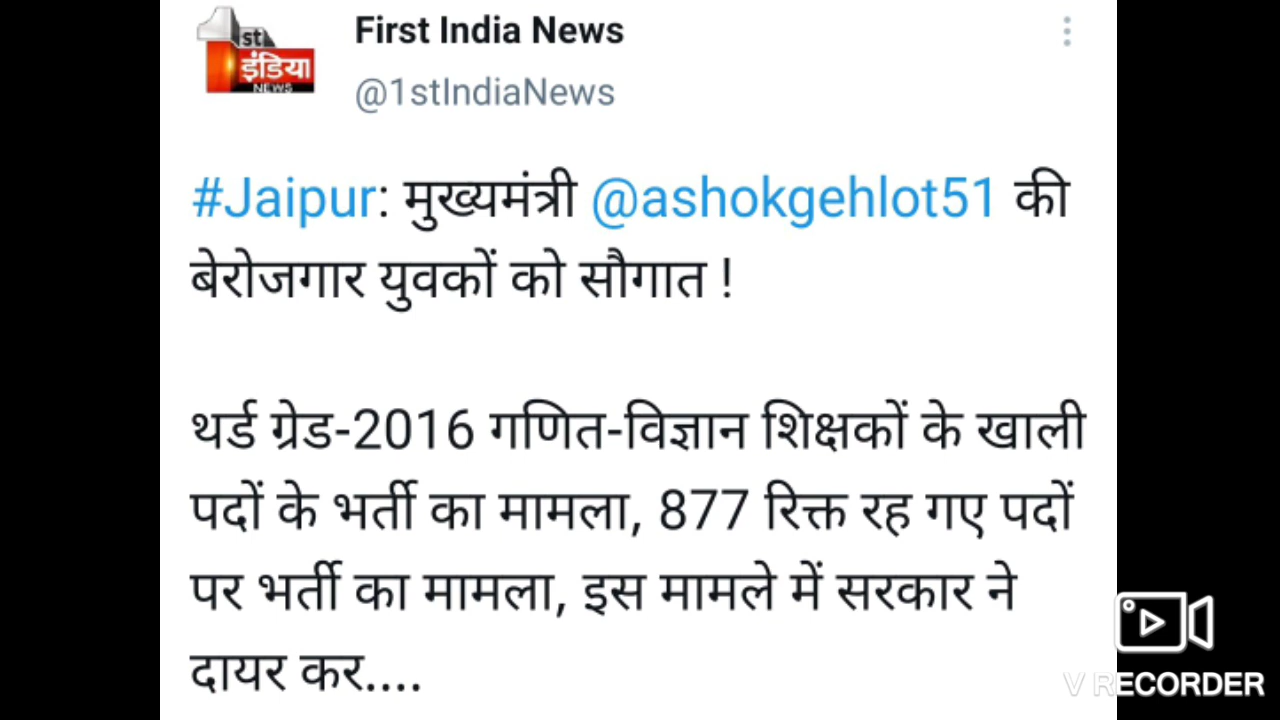 1st
इंडिया
NEWS
First India News
@1stIndiaNews
#Jaipur: मुख्यमंत्री @ashokgehlot51 की
बेरोजगार युवकों को सौगात !
थर्ड ग्रेड-2016 गणित-विज्ञान शिक्षकों के खाली
पदों के भर्ती का मामला, 877 रिक्त रह गए पदों
पर भर्ती का मामला, इस मामले में सरकार ने
दायर कर....
V RECORDER